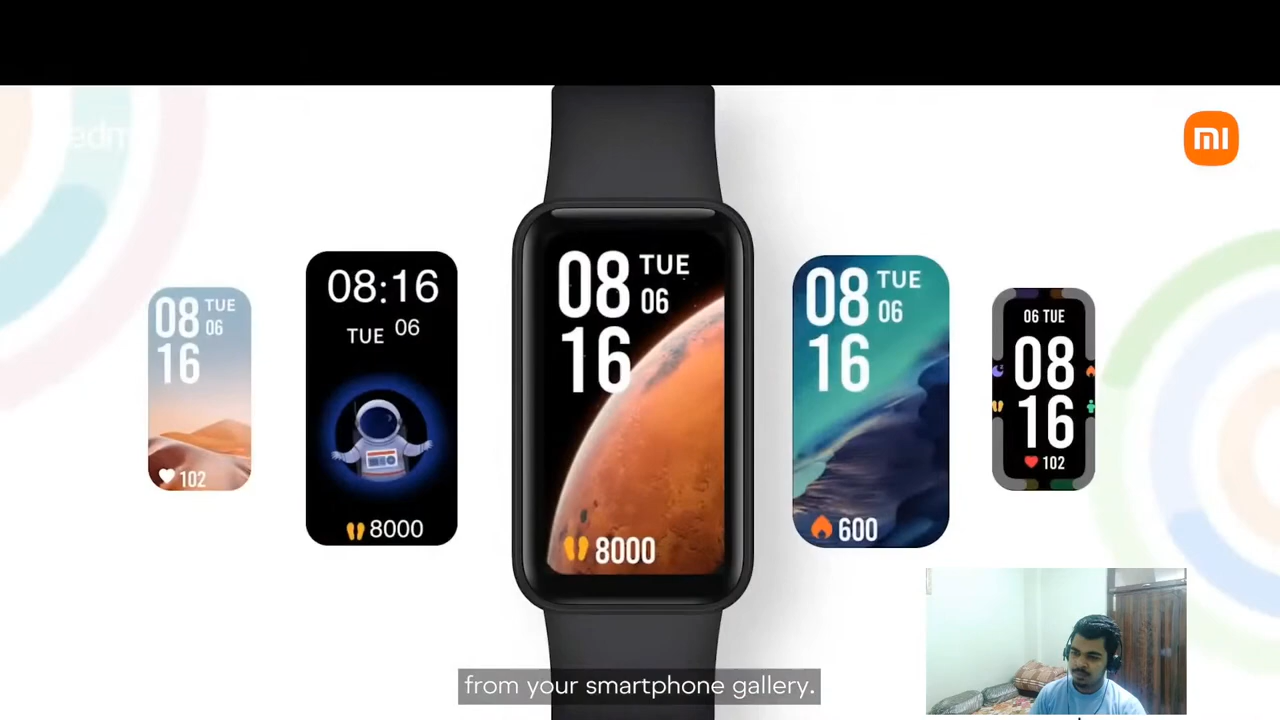 mi
08 TUE
06
16
102
08:16
TUE 06
8000
08 TUE
06
16
8000
08 TUE
06
16
600
06 TUE
08
16
102
from your smartphone gallery.